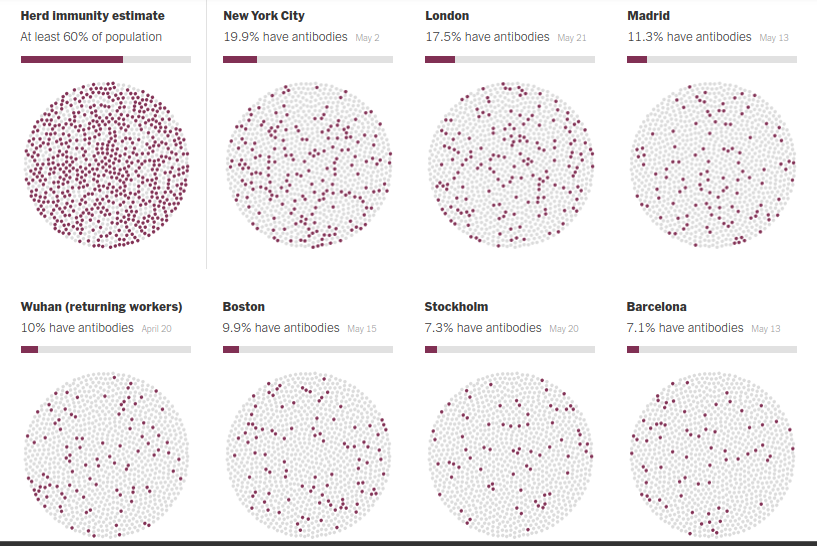 Herd immunity estimate
At least 60% of population
New York City
19.9% have antibodies May 2
London
17.5% have antibodies May 21
Madrid
11.3% have antibodies May 13
Wuhan (returning workers)
10% have antibodies April 20
Boston
9.9% have antibodies May 15
Stockholm
7.3% have antibodies May 20
Barcelona
7.1% have antibodies May 13